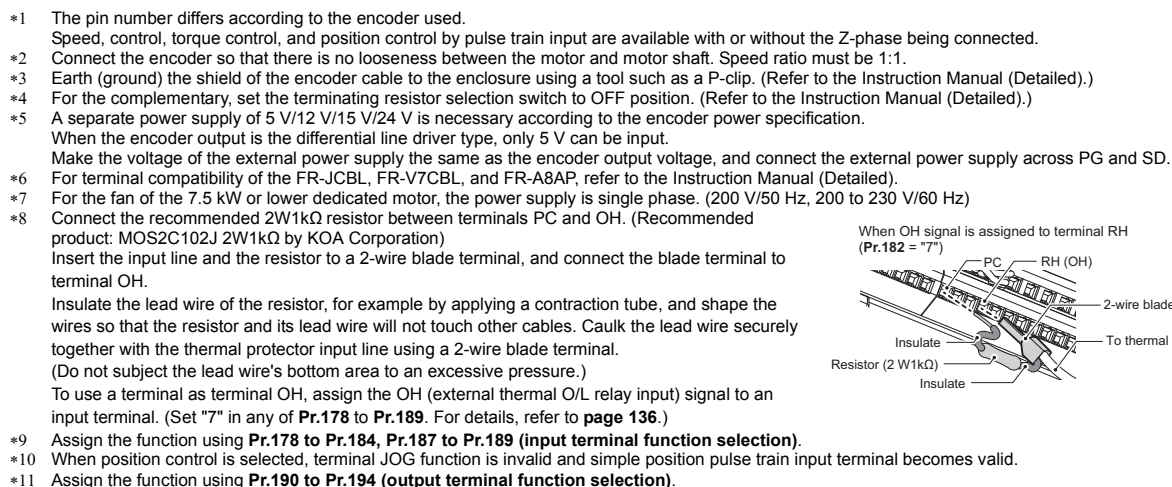 *1 The pin number differs according to the encoder used.
Speed, control, torque control, and position control by pulse train input are available with or without the Z-phase being connected.
*2 Connect the encoder so that there is no looseness between the motor and motor shaft. Speed ratio must be 1:1.
*3 Earth (ground) the shield of the encoder cable to the enclosure using a tool such as a P-clip. (Refer to the Instruction Manual (Detailed).)
*4 For the complementary, set the terminating resistor selection switch to OFF position. (Refer to the Instruction Manual (Detailed).)
*5 A separate power supply of 5 V/12 V/15 V/24 V is necessary according to the encoder power specification.
When the encoder output is the differential line driver type, only 5 V can be input.
Make the voltage of the external power supply the same as the encoder output voltage, and connect the external power supply across PG and SD.
*6 For terminal compatibility of the FR-JCBL, FR-V7CBL, and FR-A8AP, refer to the Instruction Manual (Detailed).
*7 For the fan of the 7.5 kW or lower dedicated motor, the power supply is single phase. (200 V/50 Hz, 200 to 230 V/60 Hz)
*8 Connect the recommended 2W1kΩ resistor between terminals PC and OH. (Recommended
product: MOS2C102J 2W1kΩ by KOA Corporation)
Insert the input line and the resistor to a 2-wire blade terminal, and connect the blade terminal to
terminal OH.
Insulate the lead wire of the resistor, for example by applying a contraction tube, and shape the
wires so that the resistor and its lead wire will not touch other cables. Caulk the lead wire securely
together with the thermal protector input line using a 2-wire blade terminal.
(Do not subject the lead wire's bottom area to an excessive pressure.)
To use a terminal as terminal OH, assign the OH (external thermal O/L relay input) signal to an
input terminal. (Set "7" in any of Pr.178 to Pr.189. For details, refer to page 136.)
When OH signal is assigned to terminal RH
(Pr.182 = "7")
PC
RH (OH)
2-wire blade
To thermal
Insulate
Resistor (2 W1kΩ)
Insulate
*9 Assign the function using Pr.178 to Pr.184, Pr.187 to Pr.189 (input terminal function selection).
*10 When position control is selected, terminal JOG function is invalid and simple position pulse train input terminal becomes valid.
*11 Assign the function using Pr.190 to Pr.194 (output terminal function selection).